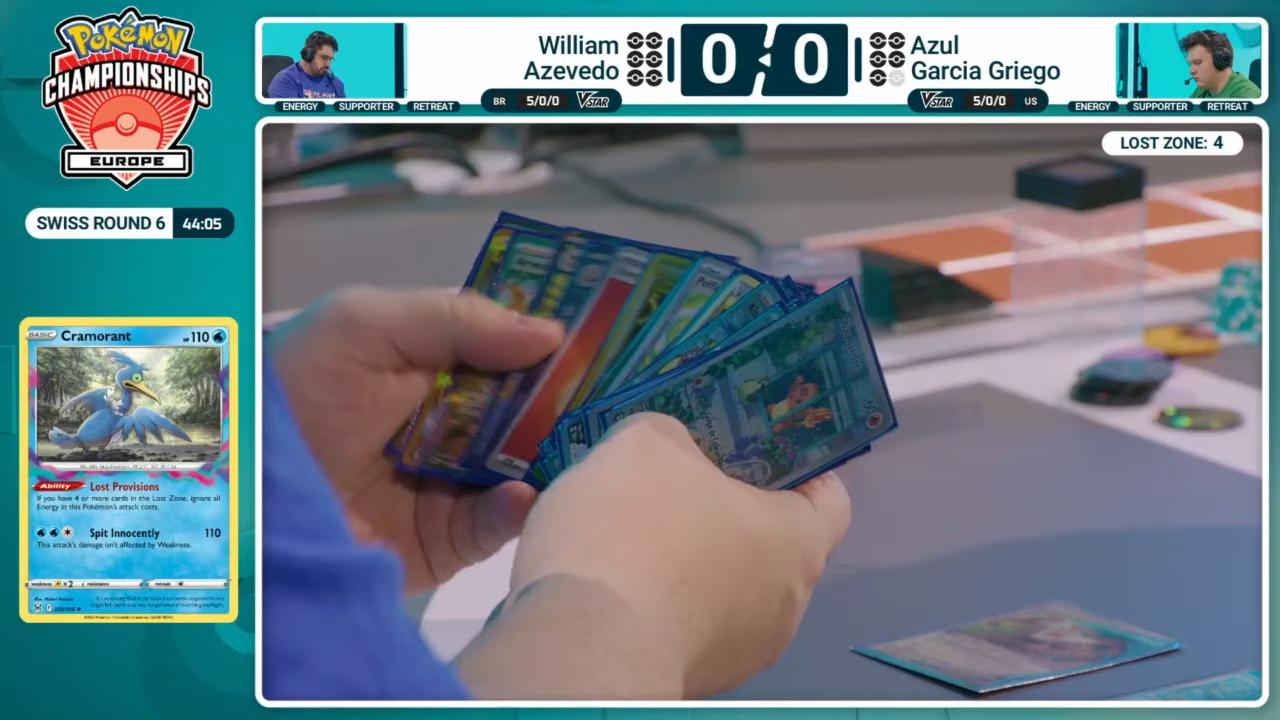 Pokémon
CHAMPIONSHIPS
EUROPE
SWISS ROUND 6 44:05
William
Azevedo
0 0
Azul
Garcia Griego
ENERGY SUPPORTER RETREAT
BR 5/0/0 VSTAR
VSTAR 5/0/0 US
ENERGY SUPPORTER RETREAT
LOST ZONE: 4
BASIC Cramorant HP 110
Ability Lost Provisions
If you have 4 or more cards in the Lost Zone, ignore all
Energy in this Pokémon's attack costs.
Spit Innocently 110
This attack's damage isn't affected by Weakness.
weakness ×2 resistance retreat